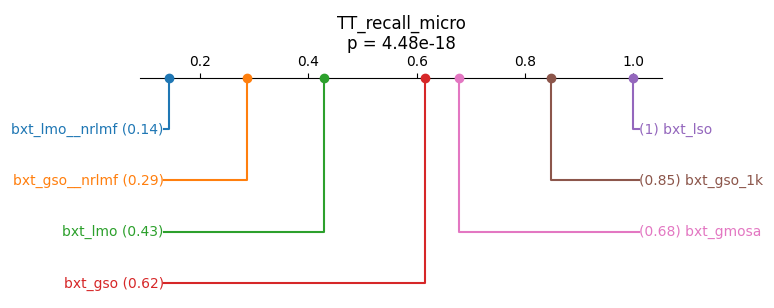 TT_recall_micro
p = 4.48e-18
0.2 0.4 0.6 0.8 1.0
bxt_lmo__nrlmf (0.14) (1) bxt_lso
bxt_gso__nrlmf (0.29) (0.85) bxt_gso_1k
bxt_lmo (0.43) (0.68) bxt_gmosa
bxt_gso (0.62)